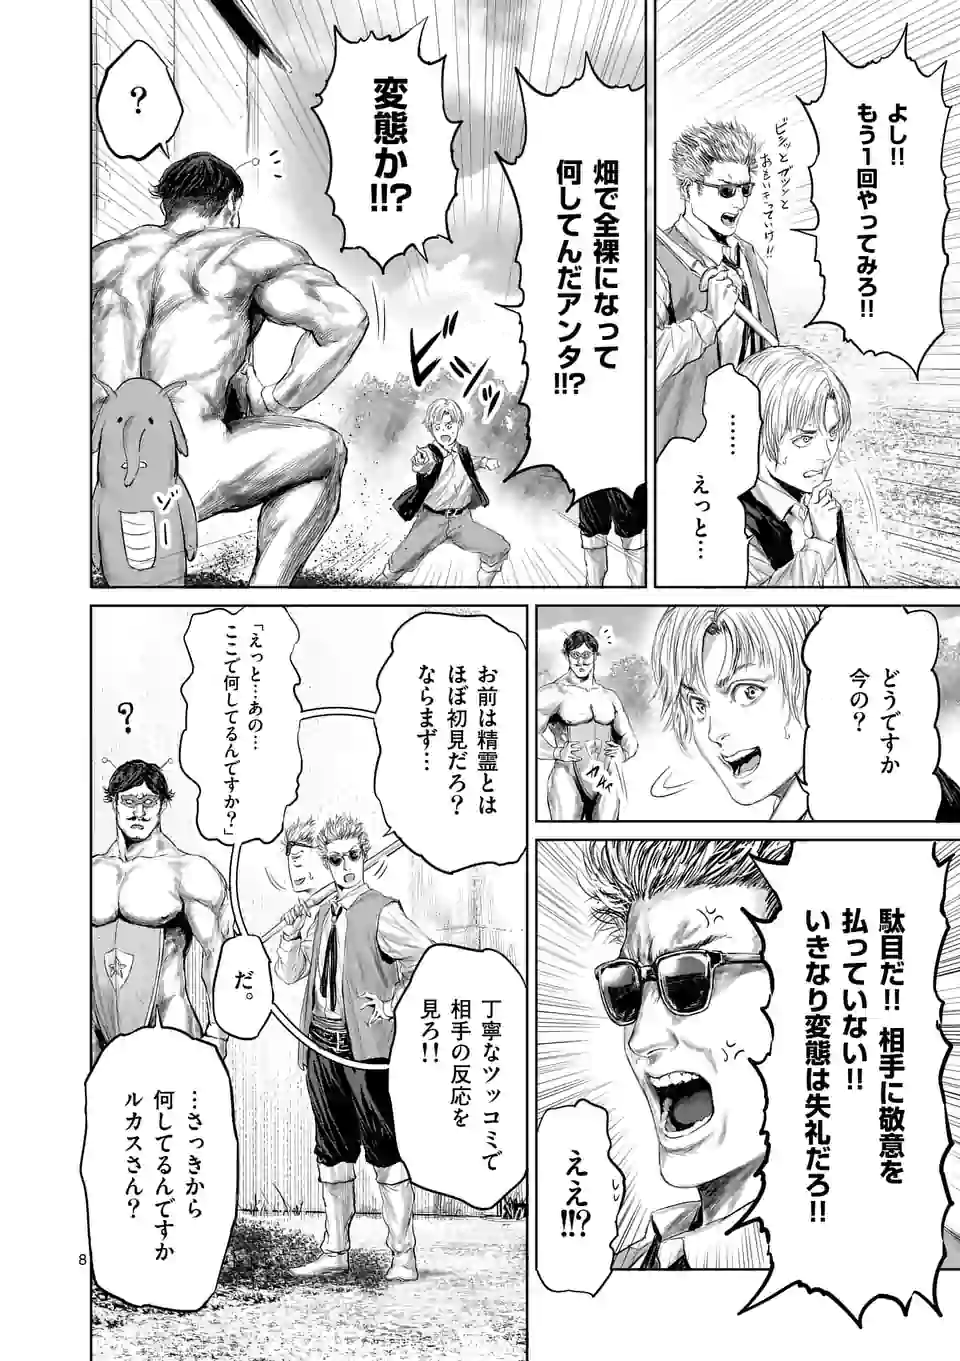 よし!!
もう1回やってみろ!!
ビシッとガツンと
おもいきっていけ!!
……
えっと…
畑で全裸になって
何してんだアンタ!!?
変態か!!?
ビッ
?
ゾー
どうですか
今の?
駄目だ!! 相手に敬意を
払っていない!!
いきなり変態は失礼だろ!!
ええ!!?
お前は精霊とは
ほぼ初見だろ?
ならまず…
「えっと…あの…
ここで何してるんですか?」
だ。
丁寧なツッコミで
相手の反応を
見ろ!!
?
…さっきから
何してるんですか
ルカスさん?
8